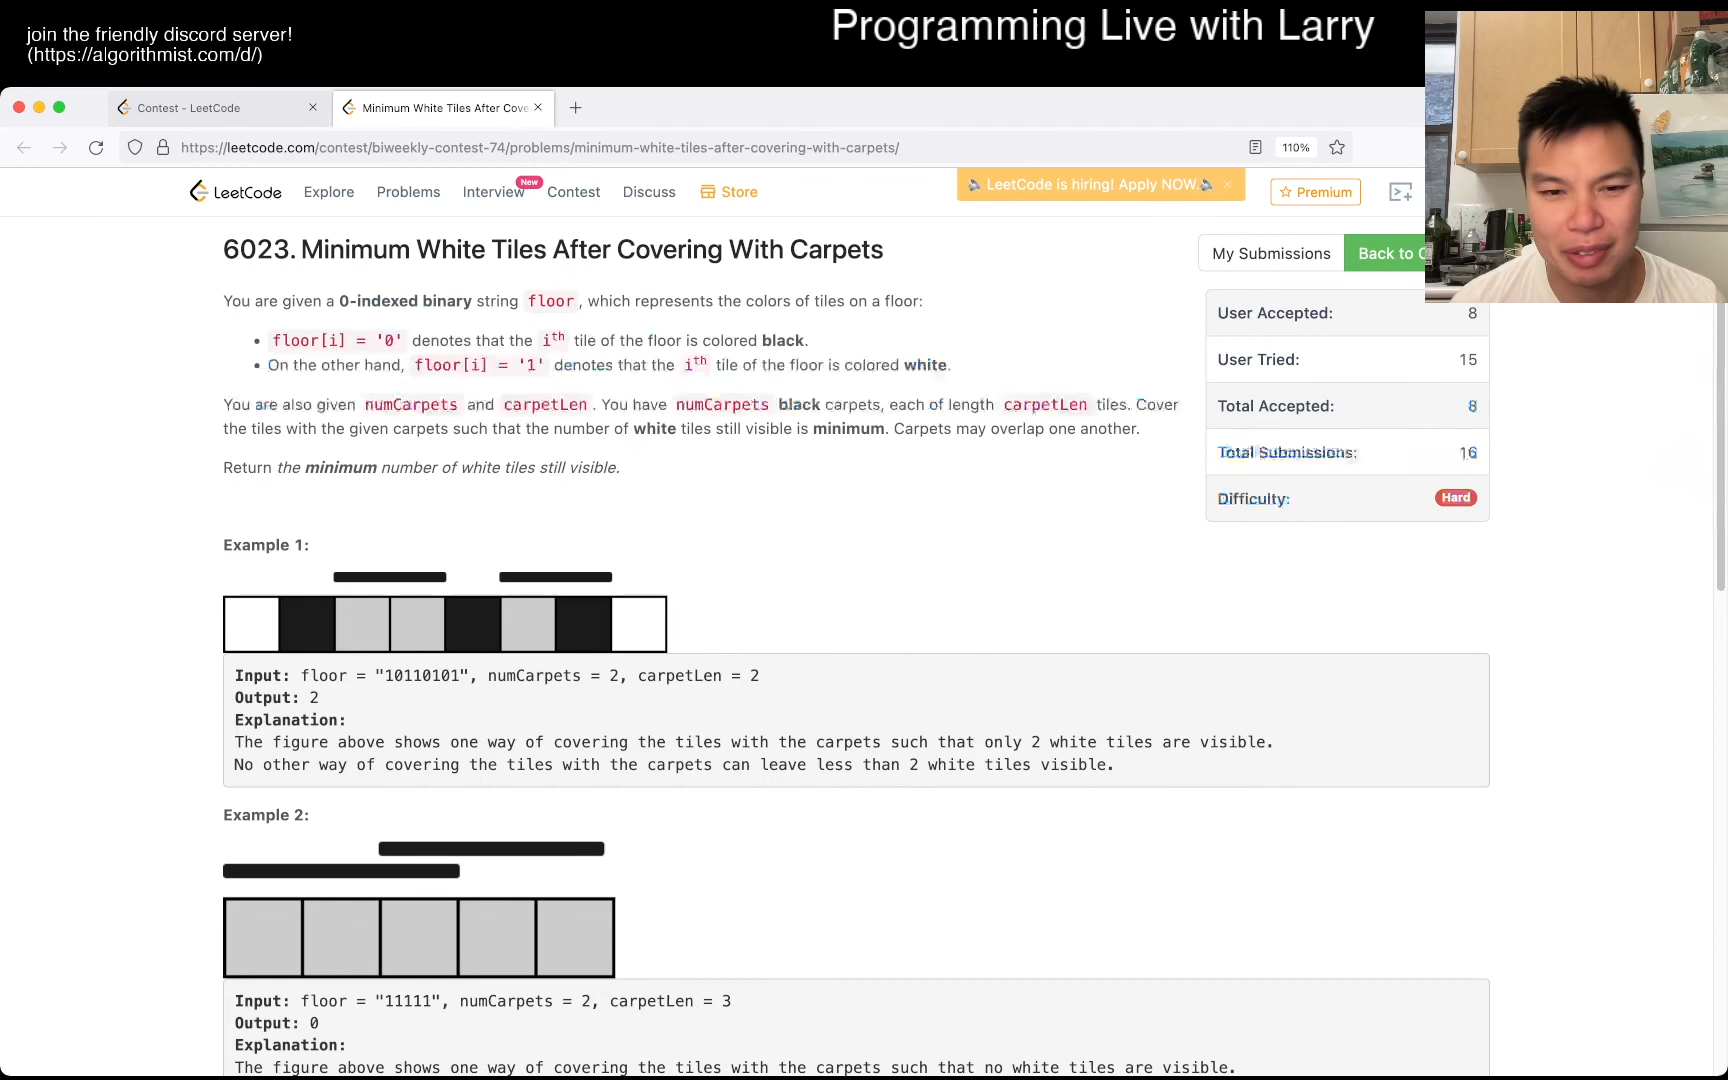 join the friendly discord server!
(https://algorithmist.com/d/)
Programming Live with Larry
Contest - LeetCode
Minimum White Tiles After Cove
https://leetcode.com/contest/biweekly-contest-74/problems/minimum-white-tiles-after-covering-with-carpets/
110%
LeetCode
Explore
Problems
Interview
New
Contest
Discuss
Store
LeetCode is hiring! Apply NOW.
Premium
6023. Minimum White Tiles After Covering With Carpets
My Submissions
Back to C
You are given a 0-indexed binary string floor, which represents the colors of tiles on a floor:
floor[i] = '0' denotes that the ith tile of the floor is colored black.
On the other hand, floor[i] = '1' denotes that the ith tile of the floor is colored white.
You are also given numCarpets and carpetLen. You have numCarpets black carpets, each of length carpetLen tiles. Cover
the tiles with the given carpets such that the number of white tiles still visible is minimum. Carpets may overlap one another.
Return the minimum number of white tiles still visible.
User Accepted: 8
User Tried: 15
Total Accepted: 8
Total Submissions: 16
Difficulty: Hard
Example 1:
Input: floor = "10110101", numCarpets = 2, carpetLen = 2
Output: 2
Explanation:
The figure above shows one way of covering the tiles with the carpets such that only 2 white tiles are visible.
No other way of covering the tiles with the carpets can leave less than 2 white tiles visible.
Example 2:
Input: floor = "11111", numCarpets = 2, carpetLen = 3
Output: 0
Explanation:
The figure above shows one way of covering the tiles with the carpets such that no white tiles are visible.